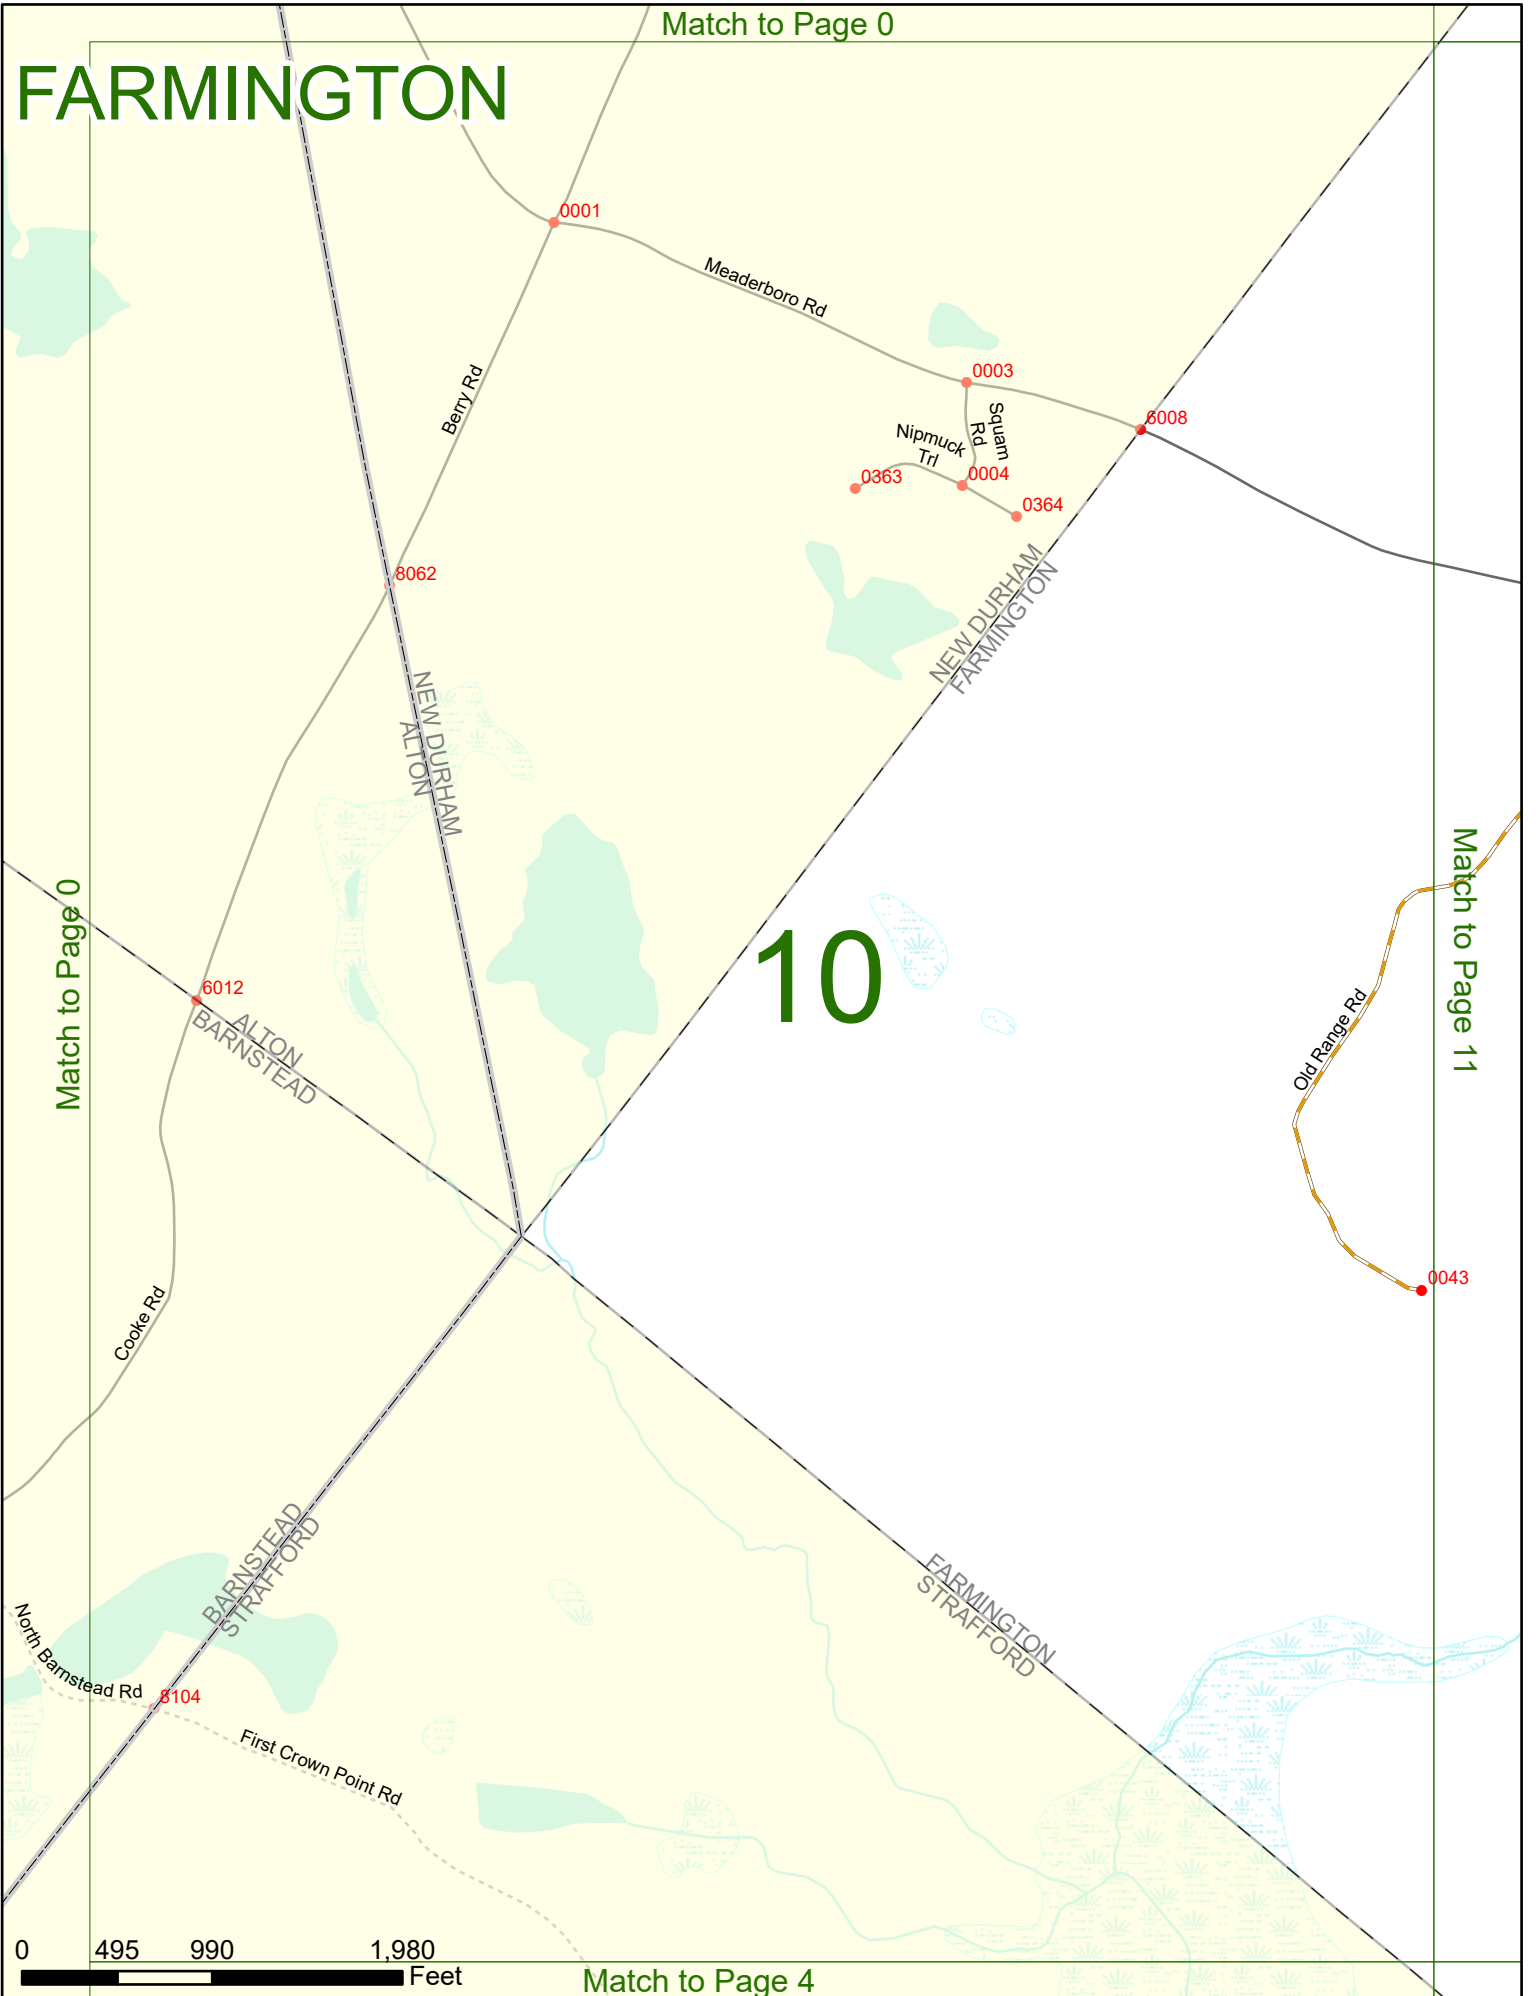 Match to Page 0
FARMINGTON
0001
Meaderboro Rd
0003
Berry Rd
Squam
Rd
6008
Nipmuck
Trl
0363
0004
0364
8062
NEW DURHAM
FARMINGTON
NEW DURHAM
ALTON
Match to Page 0
10
Match to Page 11
6012
ALTON
BARNSTEAD
Old Range Rd
0043
Cooke Rd
BARNSTEAD
STRAFFORD
FARMINGTON
STRAFFORD
North Barnstead Rd
8104
First Crown Point Rd
0 495 990 1,980
Feet
Match to Page 4